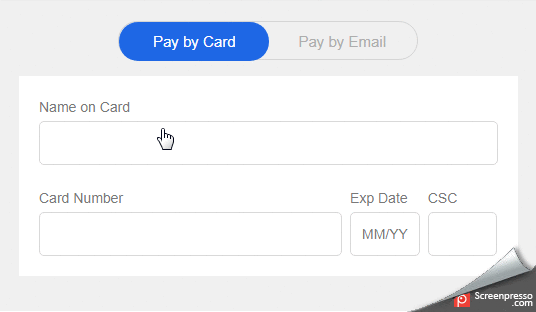 Pay by Card
Pay by Email
Name on Card
Card Number
Exp Date
CSC
MM/YY
Screenpresso
.com